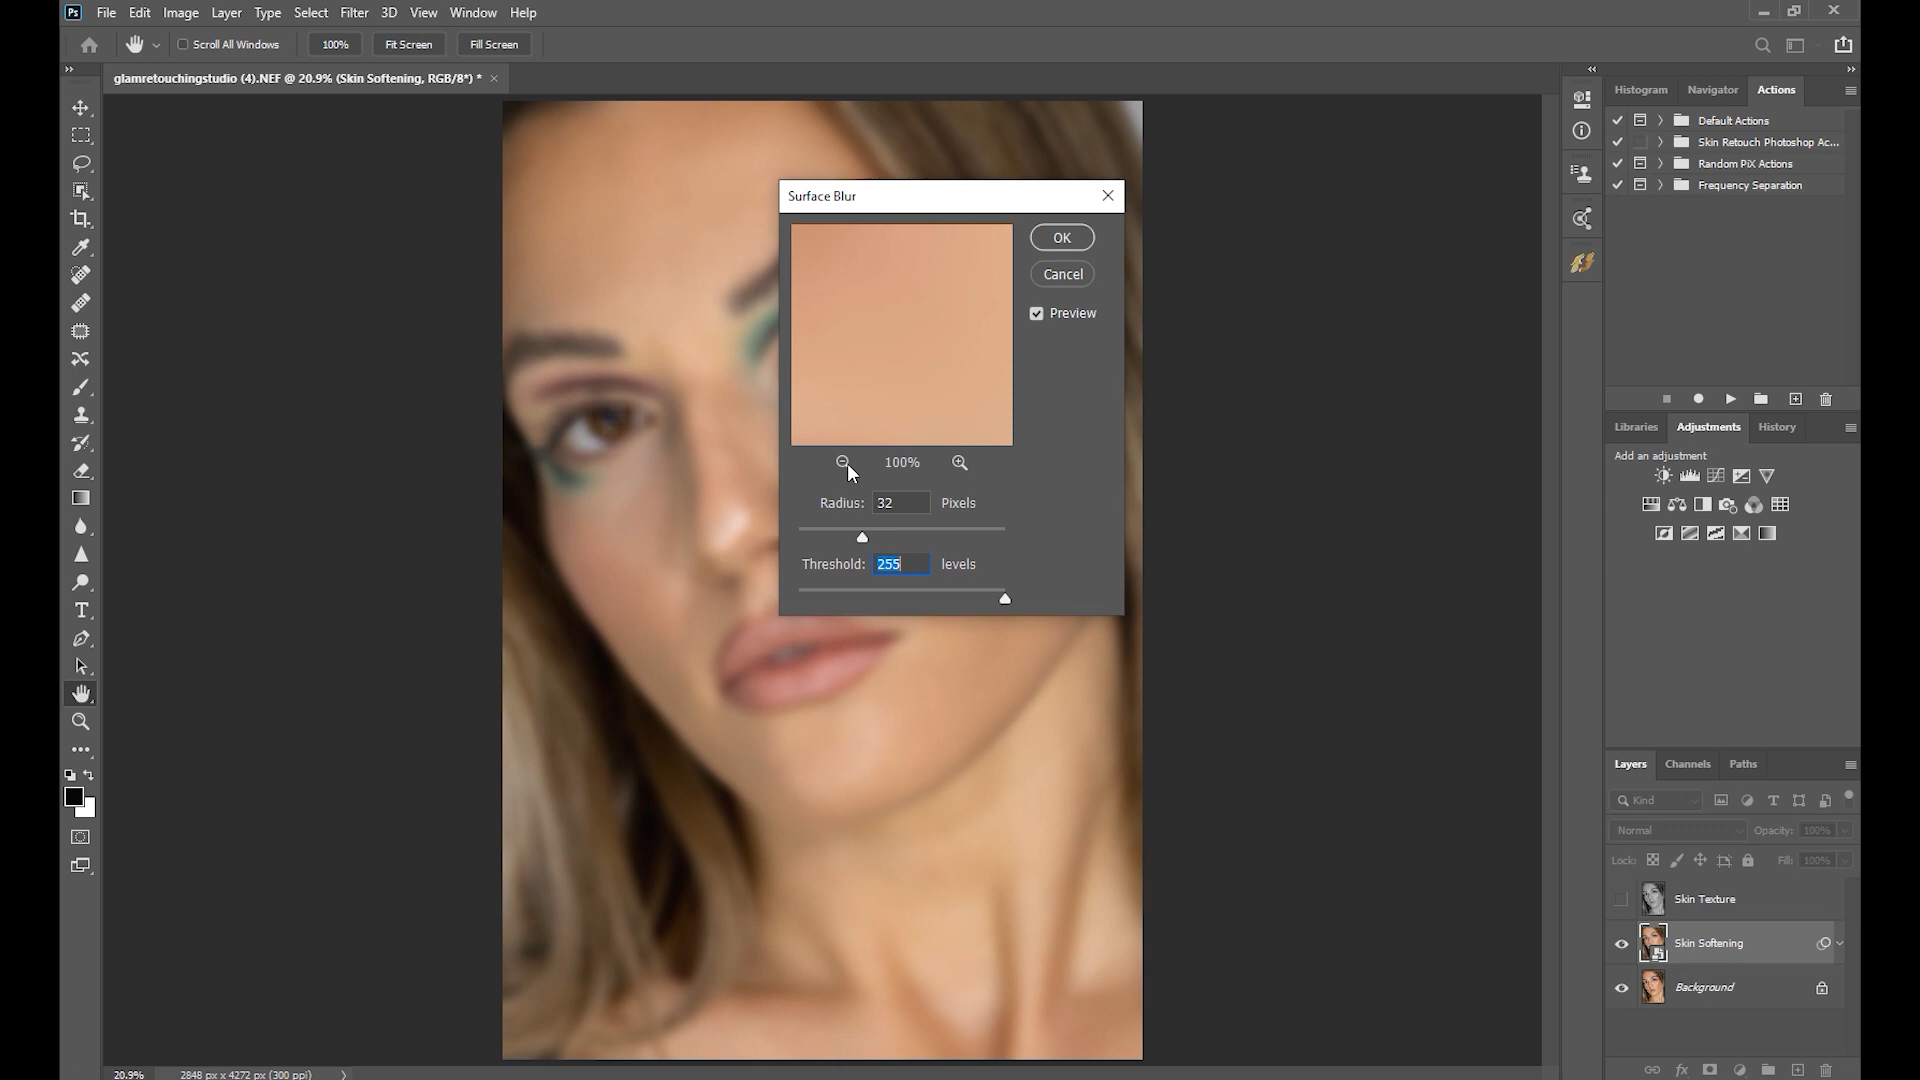 Ps File Edit Image Layer Type Select Filter 3D View Window Help
Scroll All Windows 100% Fit Screen Fill Screen
glamretouchingstudio (4).NEF @ 20.9% (Skin Softening, RGB/8*) *
Surface Blur
OK
Cancel
Preview
100%
Radius: 32 Pixels
Threshold: 255 levels
Histogram Navigator Actions
Default Actions
Skin Retouch Photoshop Ac...
Random PiX Actions
Frequency Separation
Libraries Adjustments History
Add an adjustment
Layers Channels Paths
Kind
Normal Opacity: 100%
Lock: Fill: 100%
Skin Texture
Skin Softening
Background
20.9% 2848 px x 4272 px (300 ppi)